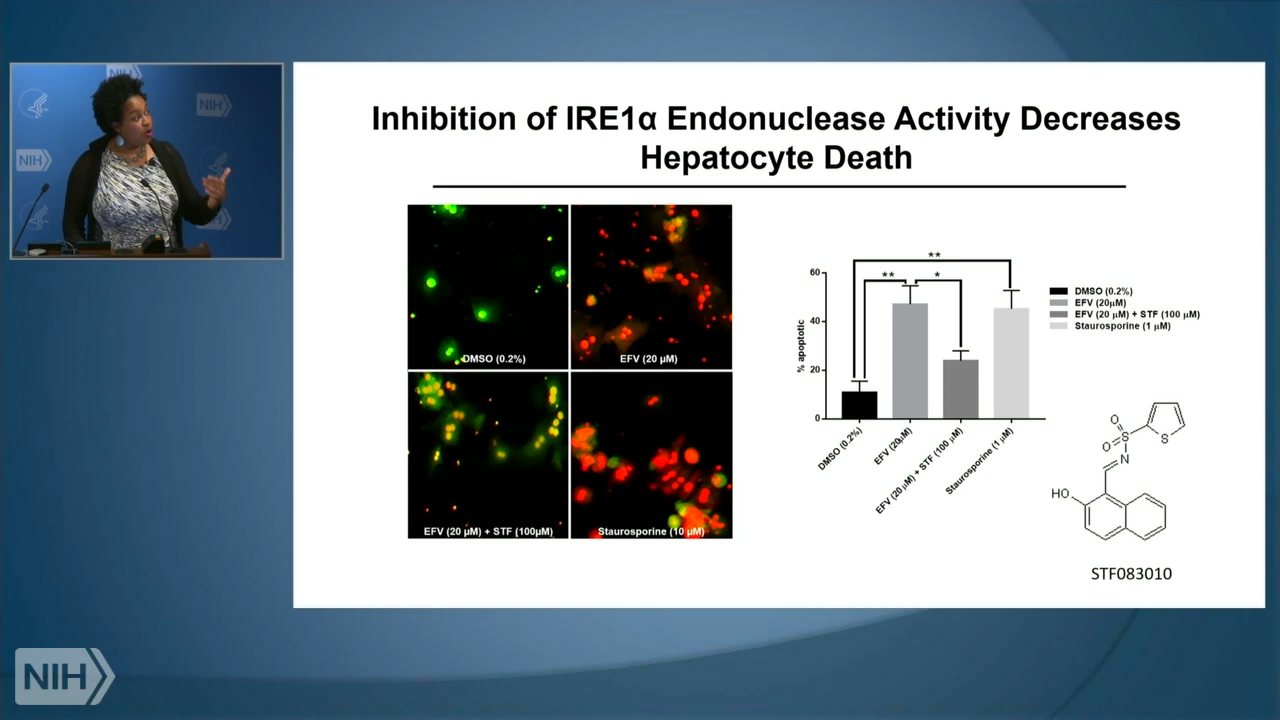 Inhibition of IRE1α Endonuclease Activity Decreases
Hepatocyte Death
NIH
NIH
NIH
DMSO (0.2%)
EFV (20 µM)
EFV (20 µM) + STF (100µM)
Staurosporine (10 µM)
% apoptotic
60
40
20
0
**
**
*
DMSO (0.2%)
EFV (20µM)
EFV (20 µM) + STF (100 µM)
Staurosporine (1 µM)
DMSO (0.2%)
EFV (20µM)
EFV (20 µM) + STF (100 µM)
Staurosporine (1 µM)
O
O
S
S
N
HO
STF083010
NIH